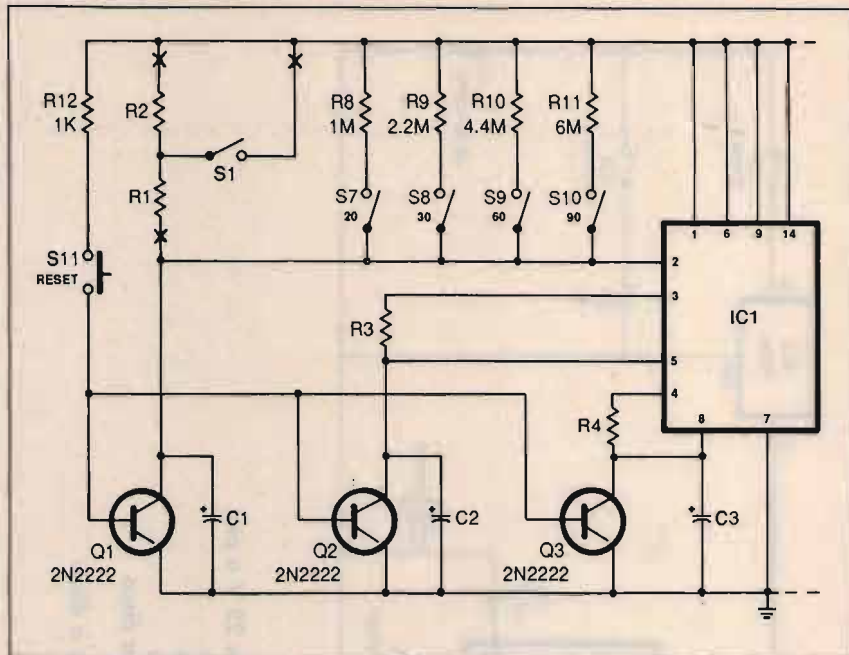 R12
1K
R2
S1
R1
R8
1M
R9
2.2M
R10
4.4M
R11
6M
S7
20
S8
30
S9
60
S10
90
S11
RESET
1
6
9
14
2
3
5
4
8
7
IC1
R3
R4
+
C1
+
C2
+
C3
Q1
2N2222
Q2
2N2222
Q3
2N2222